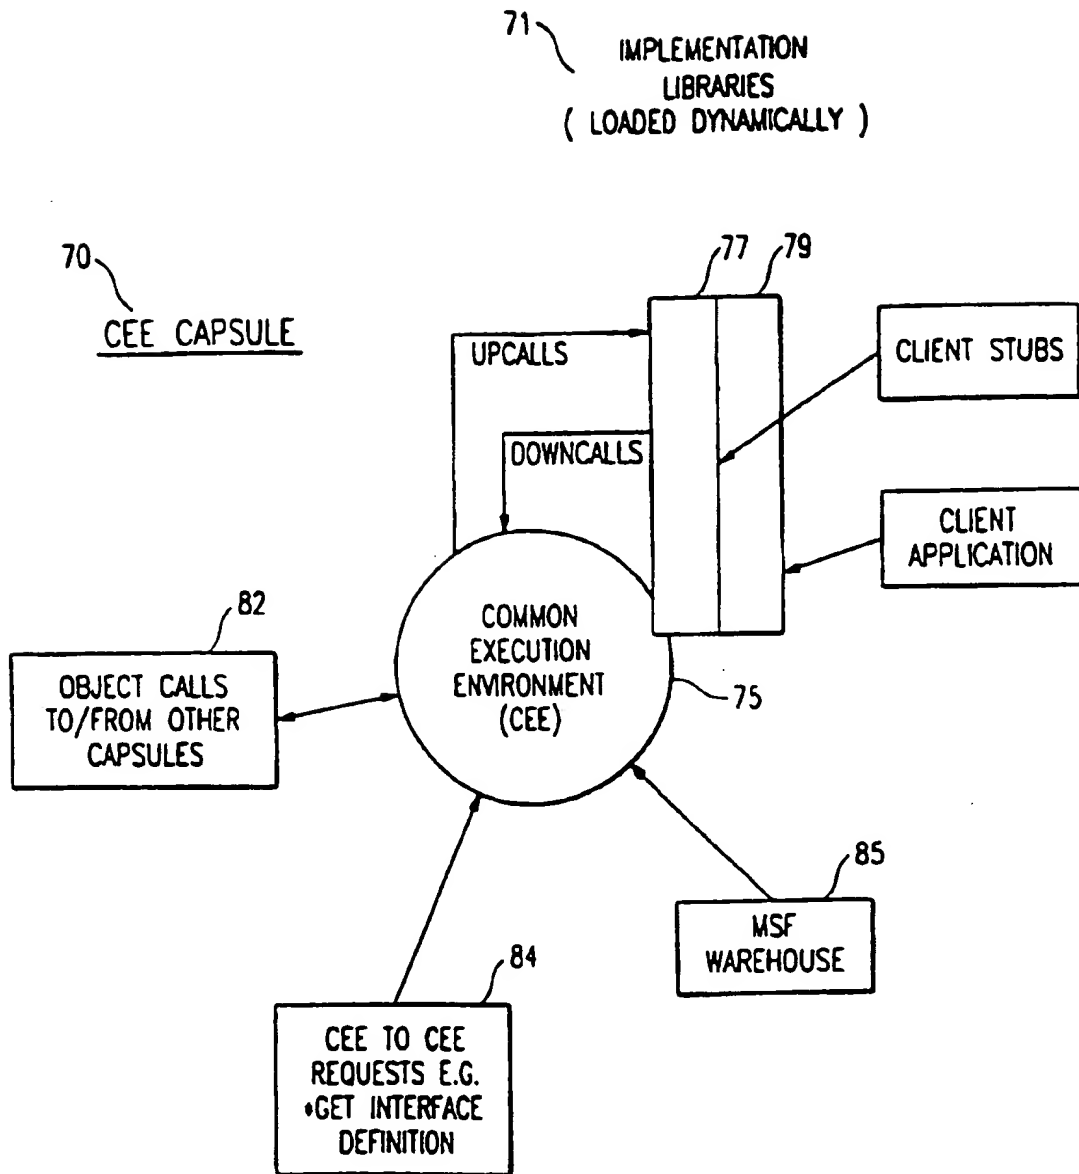 71
IMPLEMENTATION
LIBRARIES
( LOADED DYNAMICALLY )
70
CEE CAPSULE
77
79
UPCALLS
CLIENT STUBS
DOWNCALLS
CLIENT
APPLICATION
82
OBJECT CALLS
TO/FROM OTHER
CAPSULES
COMMON
EXECUTION
ENVIRONMENT
(CEE)
75
85
MSF
WAREHOUSE
84
CEE TO CEE
REQUESTS E.G.
•GET INTERFACE
DEFINITION